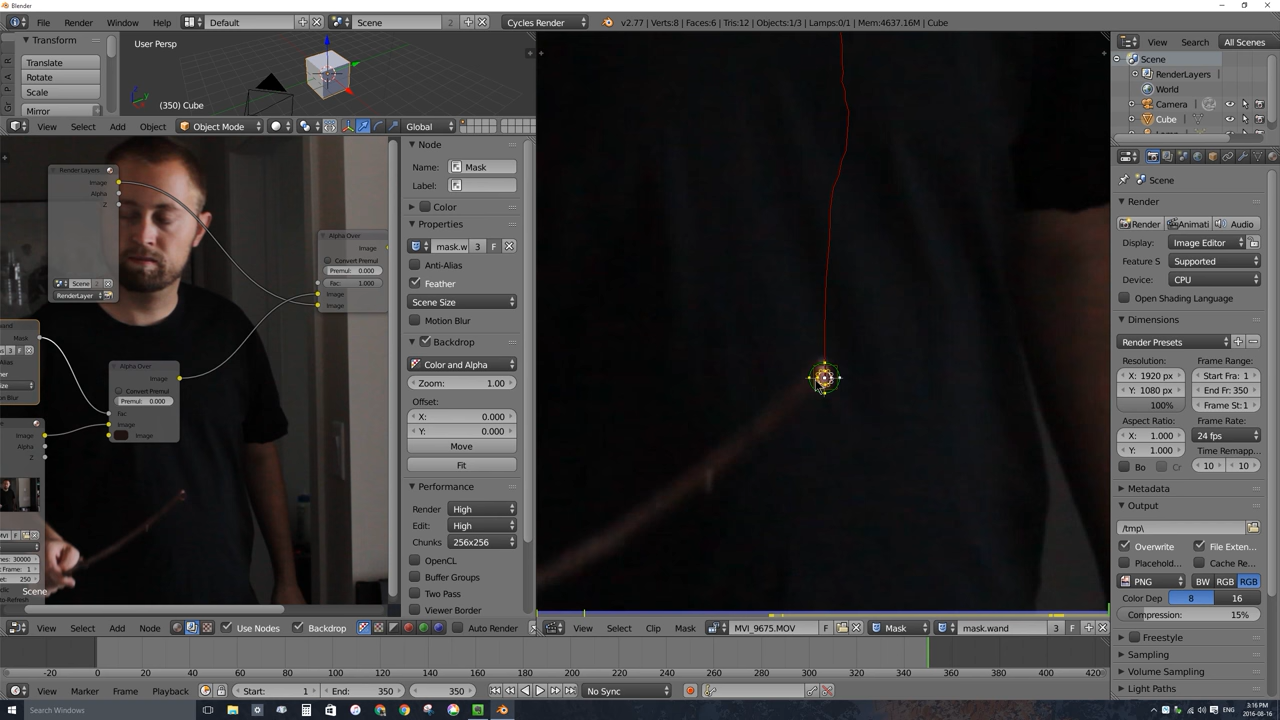 Blender
File Render Window Help Default Scene 2 Cycles Render v2.77 | Verts:8 | Faces:6 | Tris:12 | Objects:1/3 | Lamps:0/1 | Mem:4637.16M | Cube
Transform
Translate
Rotate
Scale
Mirror
User Persp
(350) Cube
View Select Add Object Object Mode Global
View Search All Scenes
Scene
RenderLayers
World
Camera
Cube
Render Layers
Image
Alpha
Z
Scene
RenderLayer
Alpha Over
Image
Convert Premul
Premul: 0.000
Fac: 1.000
Image
Image
Mask
Alpha Over
Image
Convert Premul
Premul: 0.000
Fac
Image
Image
Image
Alpha
Z
Scene
Node
Name: Mask
Label:
Color
Properties
mask.w 3 F
Anti-Alias
Feather
Scene Size
Motion Blur
Backdrop
Color and Alpha
Zoom: 1.00
Offset:
X: 0.000
Y: 0.000
Move
Fit
Performance
Render High
Edit: High
Chunks 256x256
OpenCL
Buffer Groups
Two Pass
Viewer Border
View Select Add Node Use Nodes Backdrop Auto Render
View Select Clip Mask MVI_9675.MOV F Mask mask.wand 3 F
Scene
Render
Render Animati Audio
Display: Image Editor
Feature S Supported
Device: CPU
Open Shading Language
Dimensions
Render Presets
Resolution: Frame Range:
X: 1920 px Start Fra: 1
Y: 1080 px End Fr: 350
100% Frame St:1
Aspect Ratio: Frame Rate:
X: 1.000 24 fps
Y: 1.000 Time Remapp...
Bo Cr 10 10
Metadata
Output
/tmp\
Overwrite File Exten...
Placehold... Cache Re...
PNG BW RGB RGB
Color Dep 8 16
Compression: 15%
Freestyle
Sampling
Volume Sampling
Light Paths
-20 0 20 40 60 80 100 120 140 160 180 200 220 240 260 280 300 320 340 360 380 400 420
View Marker Frame Playback Start: 1 End: 350 350 No Sync
Search Windows
ENG 3:16 PM
2016-08-16